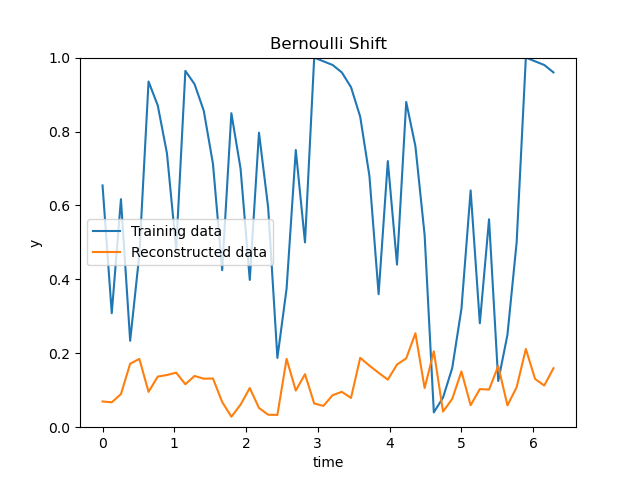 Bernoulli Shift
1.0
0.8
0.6
0.4
0.2
0.0
y
Training data
Reconstructed data
0 1 2 3 4 5 6
time